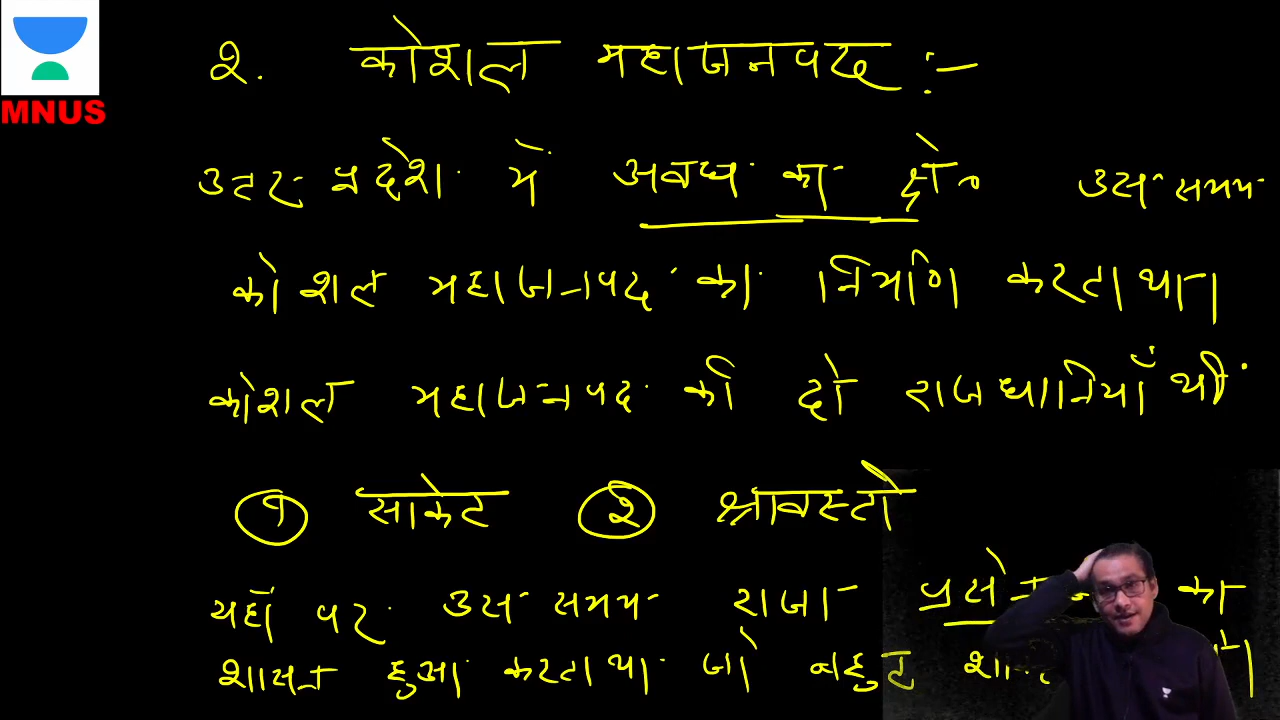 MNUS
२. कोशल महाजनपद :-
उत्तर प्रदेश में अवध का क्षेत्र उस समय
कोशल महाजनपद का निर्माण करता था।
कोशल महाजनपद की दो राजधानियाँ थीं
① साकेत ② श्रावस्ती
यहाँ पर उस समय राजा का
शासन हुआ करता था जो बहुत